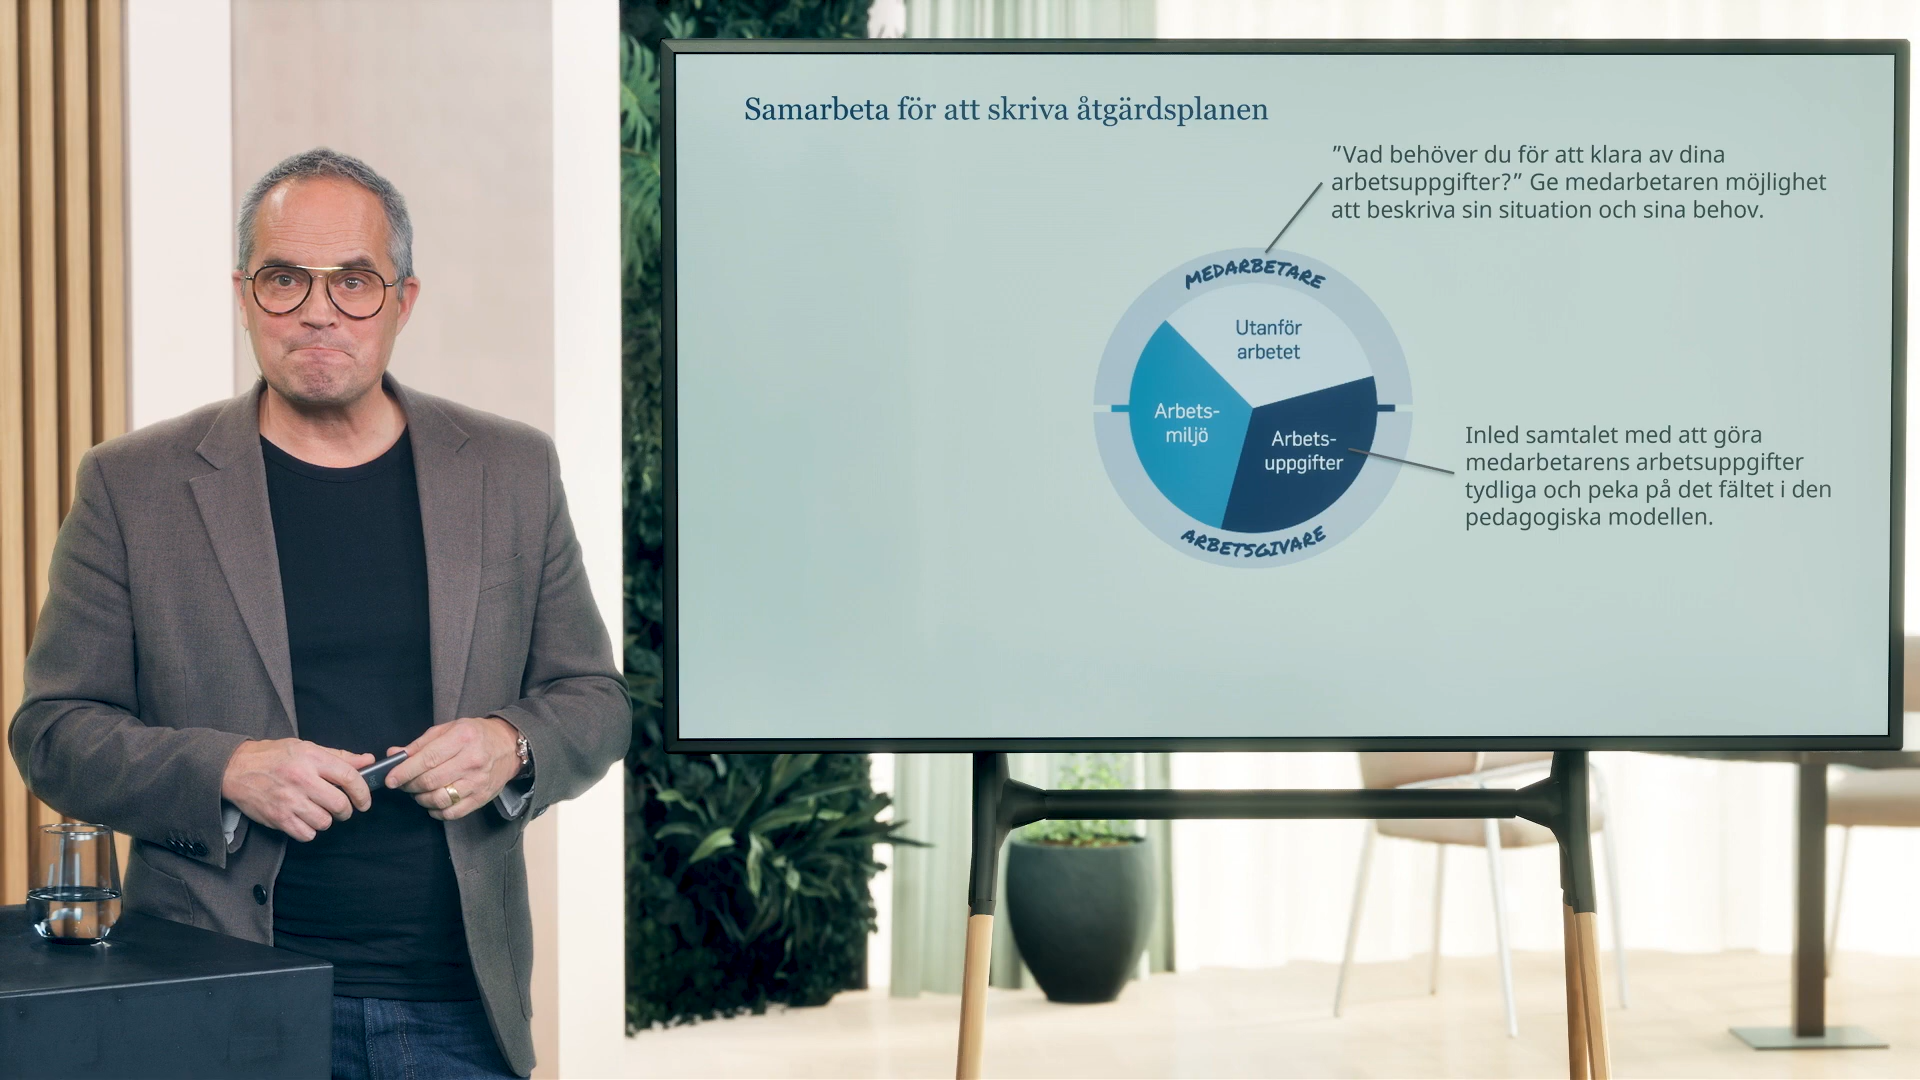 Samarbeta för att skriva åtgärdsplanen
”Vad behöver du för att klara av dina
arbetsuppgifter?” Ge medarbetaren möjlighet
att beskriva sin situation och sina behov.
MEDARBETARE
Utanför
arbetet
Arbets-
miljö
Arbets-
uppgifter
ARBETSGIVARE
Inled samtalet med att göra
medarbetarens arbetsuppgifter
tydliga och peka på det fältet i den
pedagogiska modellen.